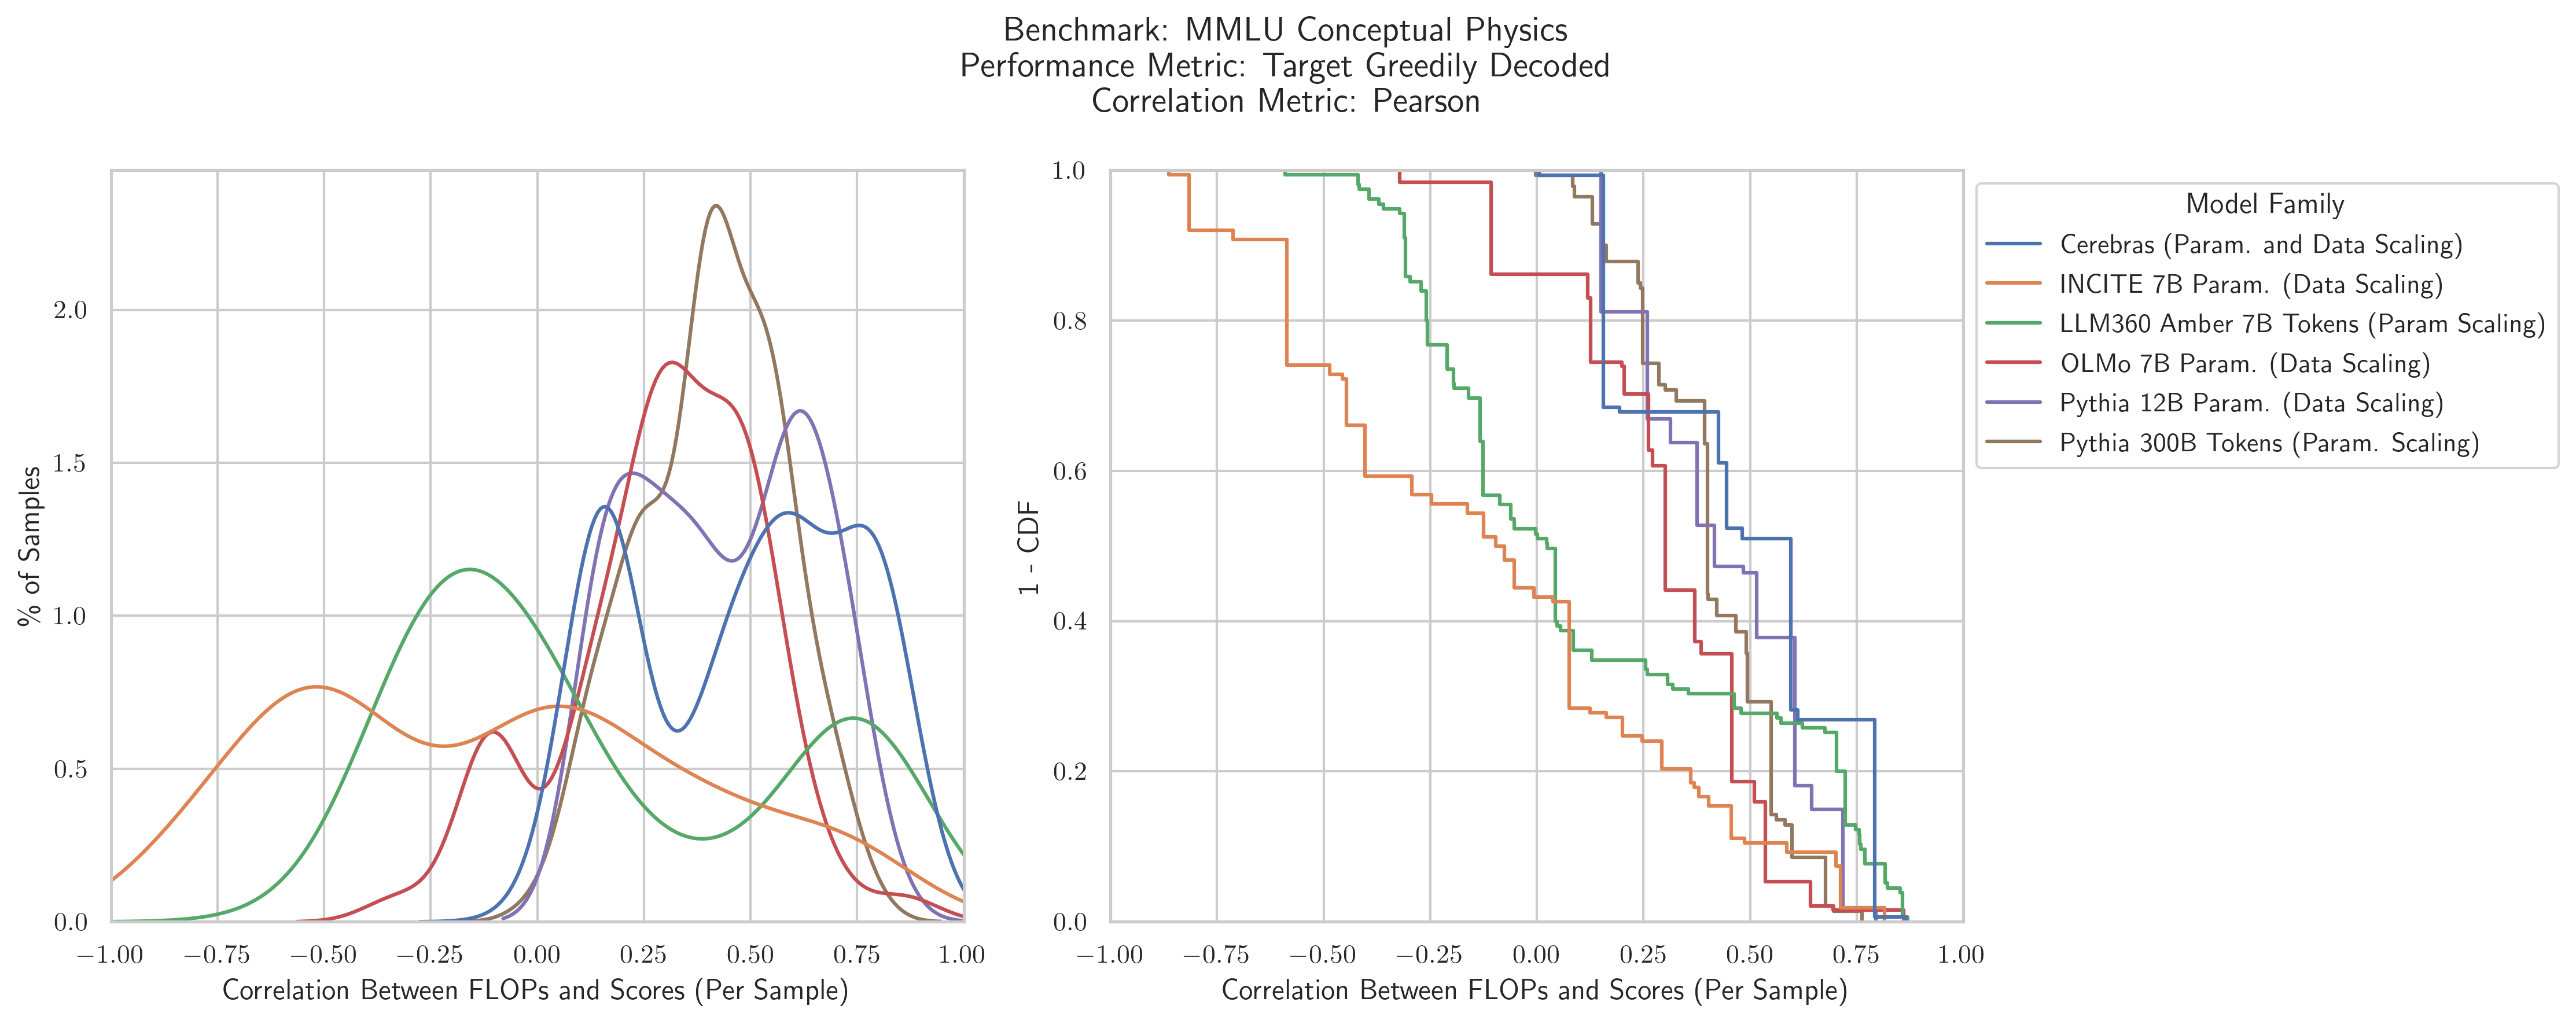 Benchmark: MMLU Conceptual Physics
Performance Metric: Target Greedily Decoded
Correlation Metric: Pearson
% of Samples
2.0
1.5
1.0
0.5
0.0
−1.00 −0.75 −0.50 −0.25 0.00 0.25 0.50 0.75 1.00
Correlation Between FLOPs and Scores (Per Sample)
1 - CDF
1.0
0.8
0.6
0.4
0.2
0.0
−1.00 −0.75 −0.50 −0.25 0.00 0.25 0.50 0.75 1.00
Correlation Between FLOPs and Scores (Per Sample)
Model Family
Cerebras (Param. and Data Scaling)
INCITE 7B Param. (Data Scaling)
LLM360 Amber 7B Tokens (Param Scaling)
OLMo 7B Param. (Data Scaling)
Pythia 12B Param. (Data Scaling)
Pythia 300B Tokens (Param. Scaling)